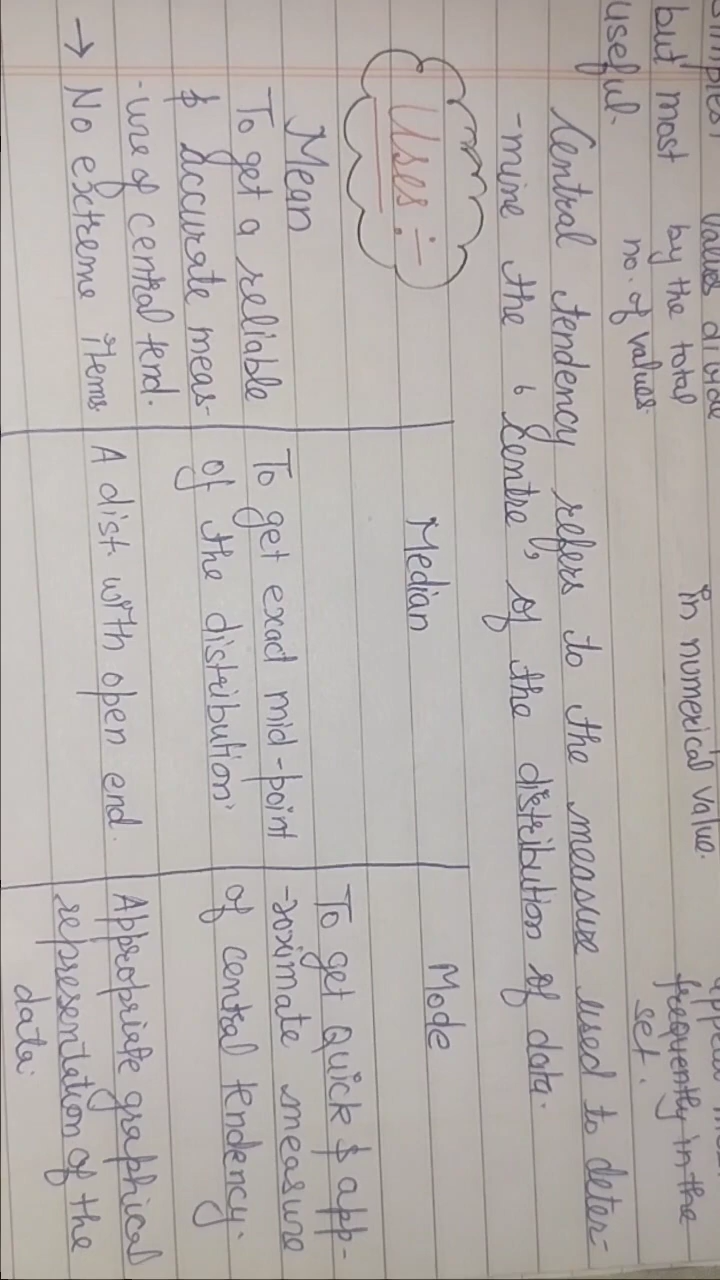 values divide
but most by the total in numerical value. frequently in the
useful. no. of values. set.
Central tendency refers to the measure used to deter-
-mine the 'centre' of the distribution of data.
Uses :-
Mean Median Mode
To get a reliable To get exact mid-point To get Quick & app-
& accurate meas- of the distribution. -roximate measure
-ure of central tend. of central tendency.
→ No extreme items A dist. with open end. Appropriate graphical
representation of the
data.